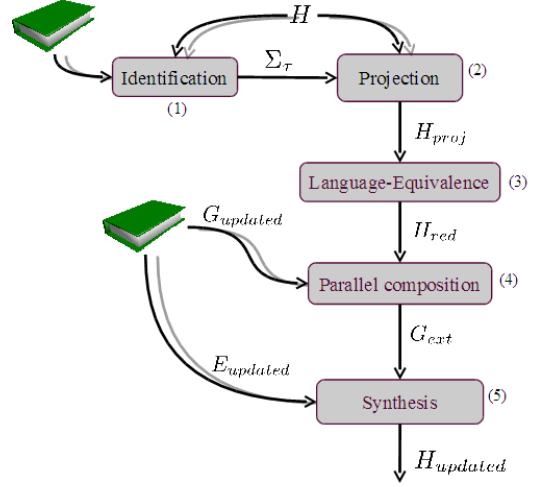 H
Identification
Σ_τ
Projection
(2)
(1)
H_proj
Language-Equivalence
(3)
G_updated
H_red
Parallel composition
(4)
G_ext
E_updated
Synthesis
(5)
H_updated